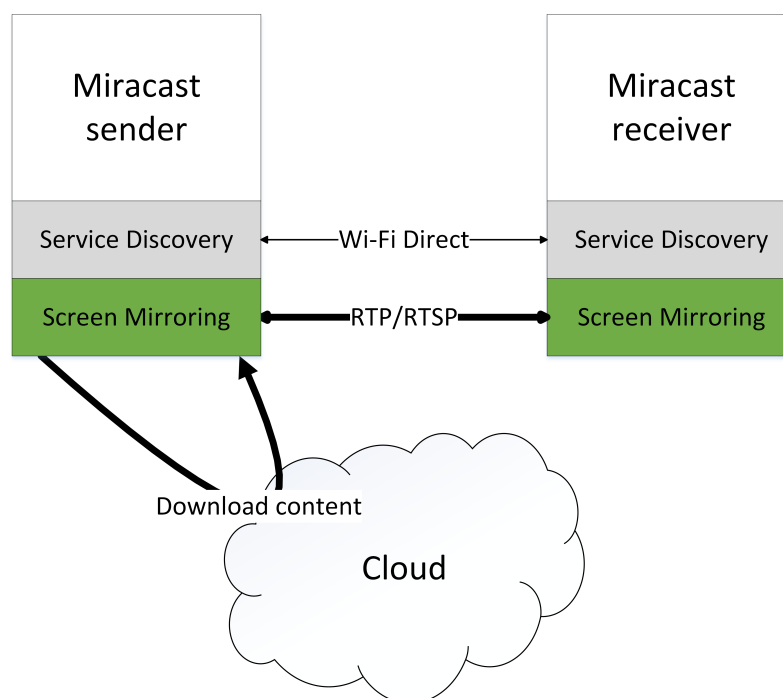 Miracast
sender
Miracast
receiver
Service Discovery
Wi-Fi Direct
Service Discovery
Screen Mirroring
RTP/RTSP
Screen Mirroring
Download content
Cloud